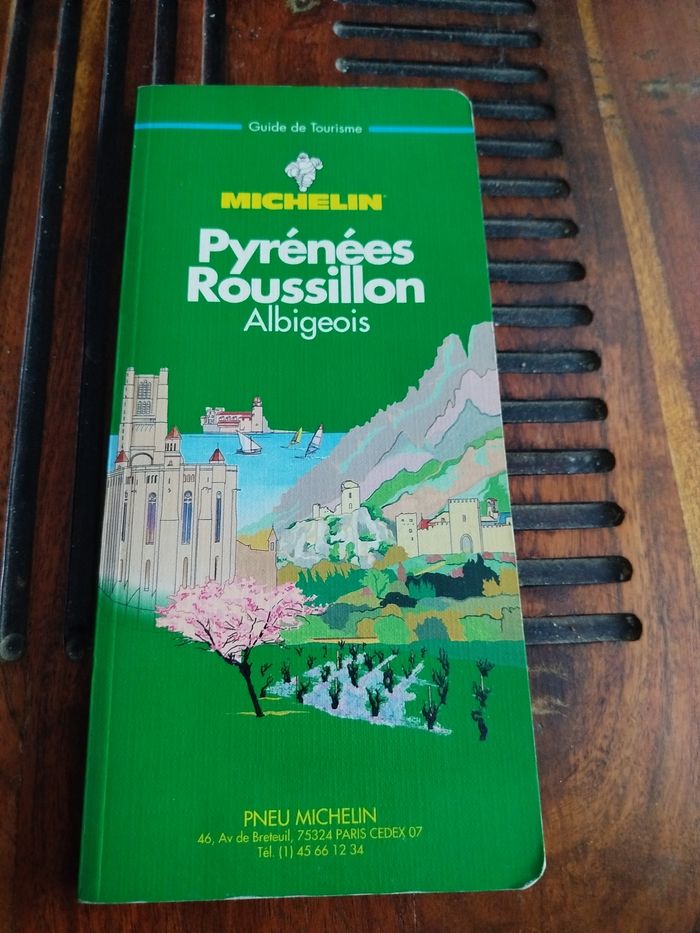 Guide de Tourisme
MICHELIN
Pyrénées
Roussillon
Albigeois
PNEU MICHELIN
46, Av de Breteuil, 75324 PARIS CEDEX 07
Tél. (1) 45 66 12 34